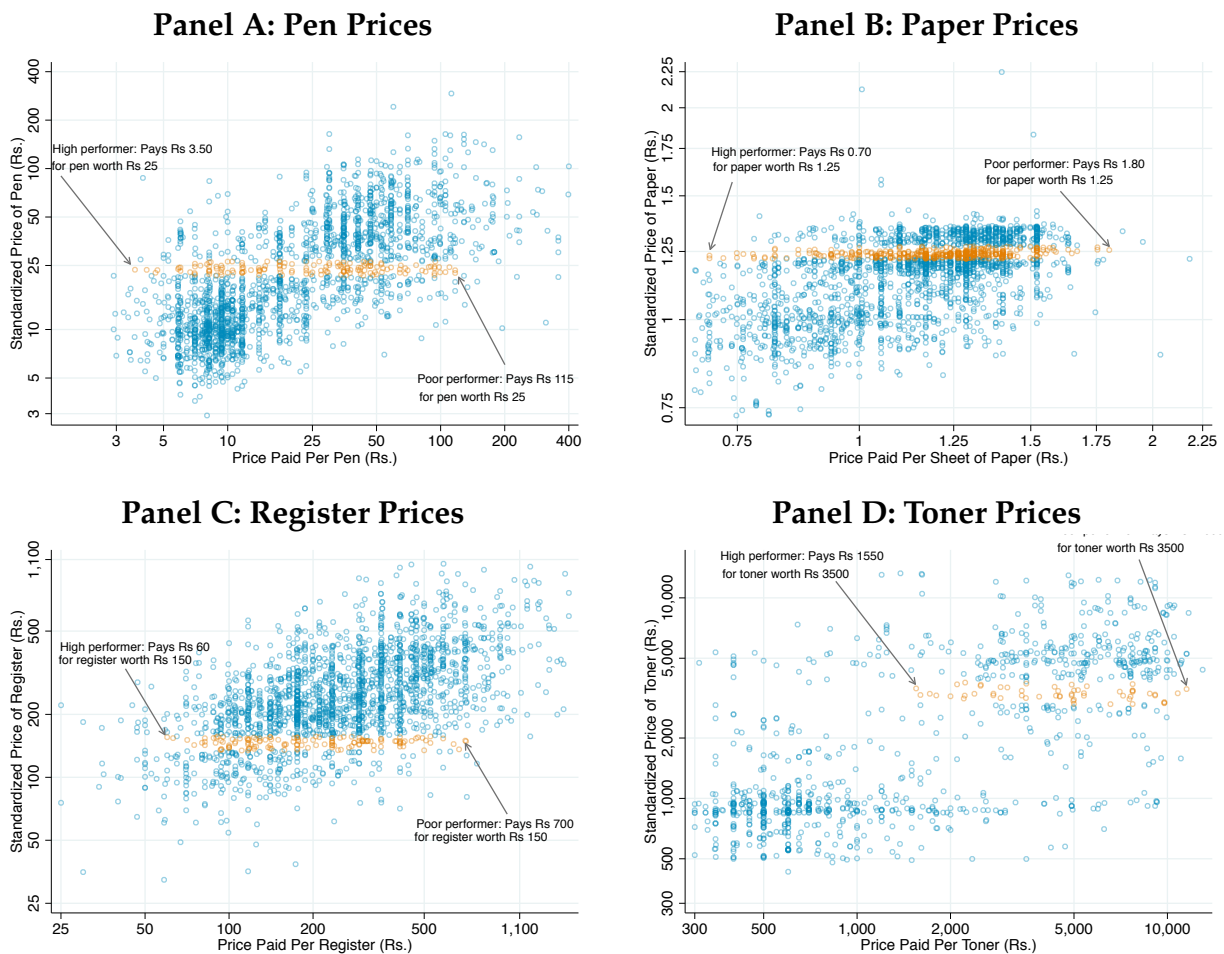 Panel A: Pen Prices
Standardized Price of Pen (Rs.)
400
200
100
50
25
10
5
3
High performer: Pays Rs 3.50
for pen worth Rs 25
Poor performer: Pays Rs 115
for pen worth Rs 25
3 5 10 25 50 100 200 400
Price Paid Per Pen (Rs.)
Panel B: Paper Prices
Standardized Price of Paper (Rs.)
2.25
2
1.75
1.5
1.25
1
0.75
High performer: Pays Rs 0.70
for paper worth Rs 1.25
Poor performer: Pays Rs 1.80
for paper worth Rs 1.25
0.75 1 1.25 1.5 1.75 2 2.25
Price Paid Per Sheet of Paper (Rs.)
Panel C: Register Prices
Standardized Price of Register (Rs.)
1,100
500
200
100
50
25
High performer: Pays Rs 60
for register worth Rs 150
Poor performer: Pays Rs 700
for register worth Rs 150
25 50 100 200 500 1,100
Price Paid Per Register (Rs.)
Panel D: Toner Prices
Standardized Price of Toner (Rs.)
10,000
5,000
2,000
1,000
500
300
High performer: Pays Rs 1550
for toner worth Rs 3500
for toner worth Rs 3500
300 500 1,000 2,000 5,000 10,000
Price Paid Per Toner (Rs.)